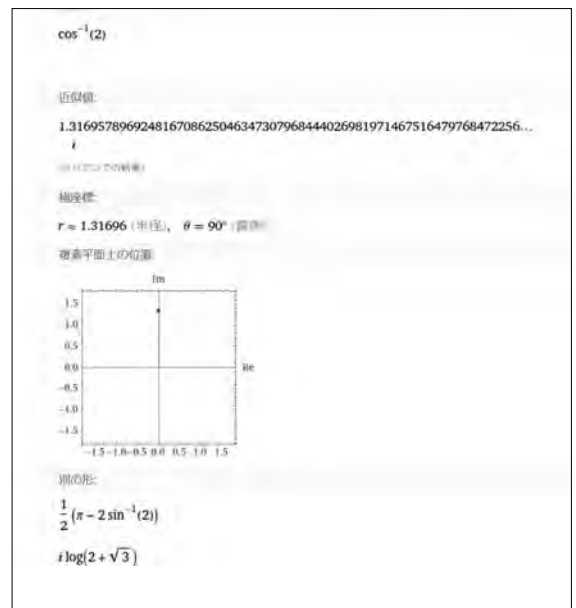 cos⁻¹(2)
近似値:
1.316957896924816708625046347307968444026981971467516479768472256…
i
極座標:
r ≈ 1.31696 (半径), θ = 90°
複素平面上の位置:
Im
1.5
1.0
0.5
0.0
Re
-0.5
-1.0
-1.5
-1.5 -1.0 -0.5 0.0 0.5 1.0 1.5
別の形:
1/2 (π − 2 sin⁻¹(2))
i log(2 + √3)